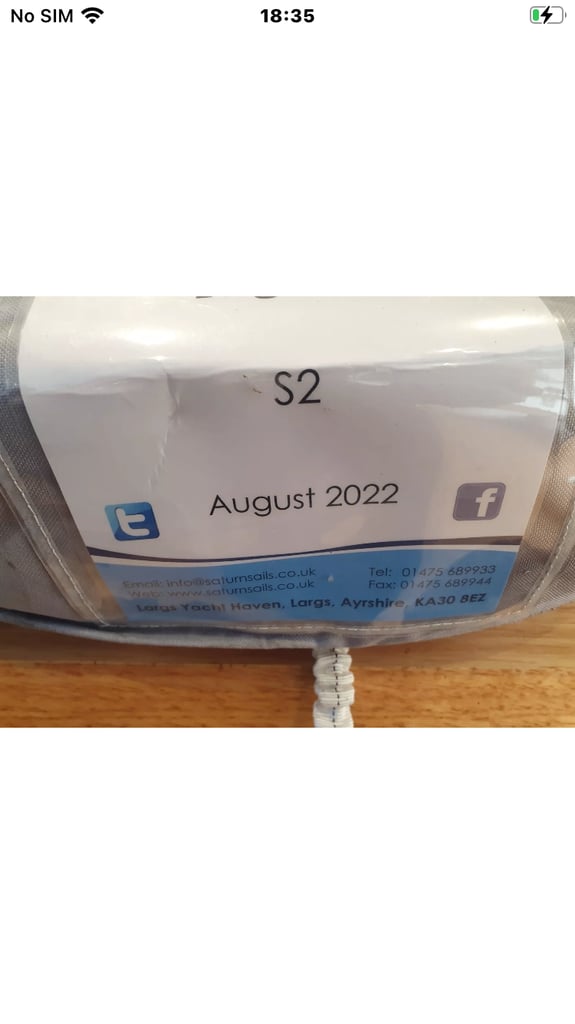 No SIM 18:35
S2
August 2022
Email: info@saturnsails.co.uk Tel: 01475 689933
Web: www.saturnsails.co.uk Fax: 01475 689944
Largs Yacht Haven, Largs, Ayrshire, KA30 8EZ